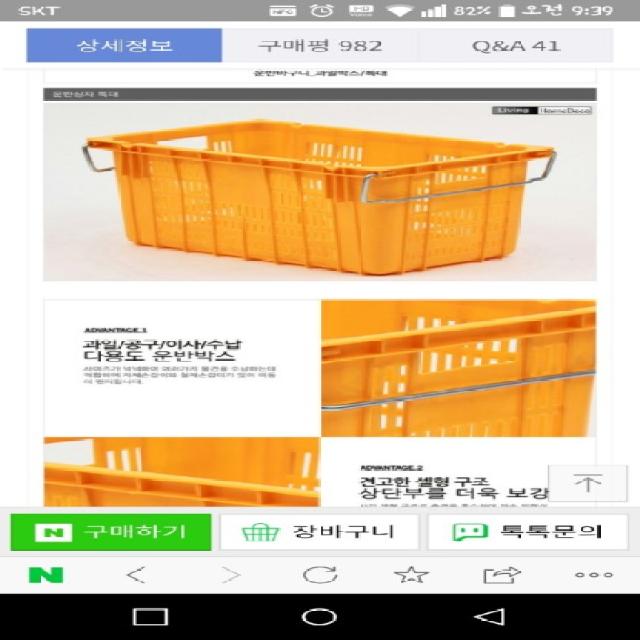 SKT
82% 오전 9:39
상세정보 구매평 982 Q&A 41
운반바구니_과일박스/특대
운반상자 특대
Living HomeDeco
ADVANTAGE.1
과일/공구/이사/수납
다용도 운반박스
ADVANTAGE.2
견고한 셀형 구조
상단부를 더욱 보강
N 구매하기 장바구니 톡톡문의
N